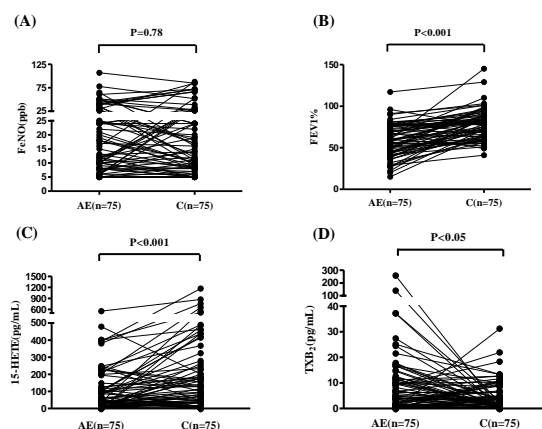 (A)
P=0.78
FeNO(ppb)
125
75
25
25
20
15
10
5
0
AE(n=75)
C(n=75)
(B)
P<0.001
FEV1%
150
100
50
0
AE(n=75)
C(n=75)
(C)
P<0.001
15-HETE(pg/mL)
1500
1200
900
600
500
400
300
200
100
0
AE(n=75)
C(n=75)
(D)
P<0.05
TXB₂(pg/mL)
300
200
100
40
30
20
10
0
AE(n=75)
C(n=75)